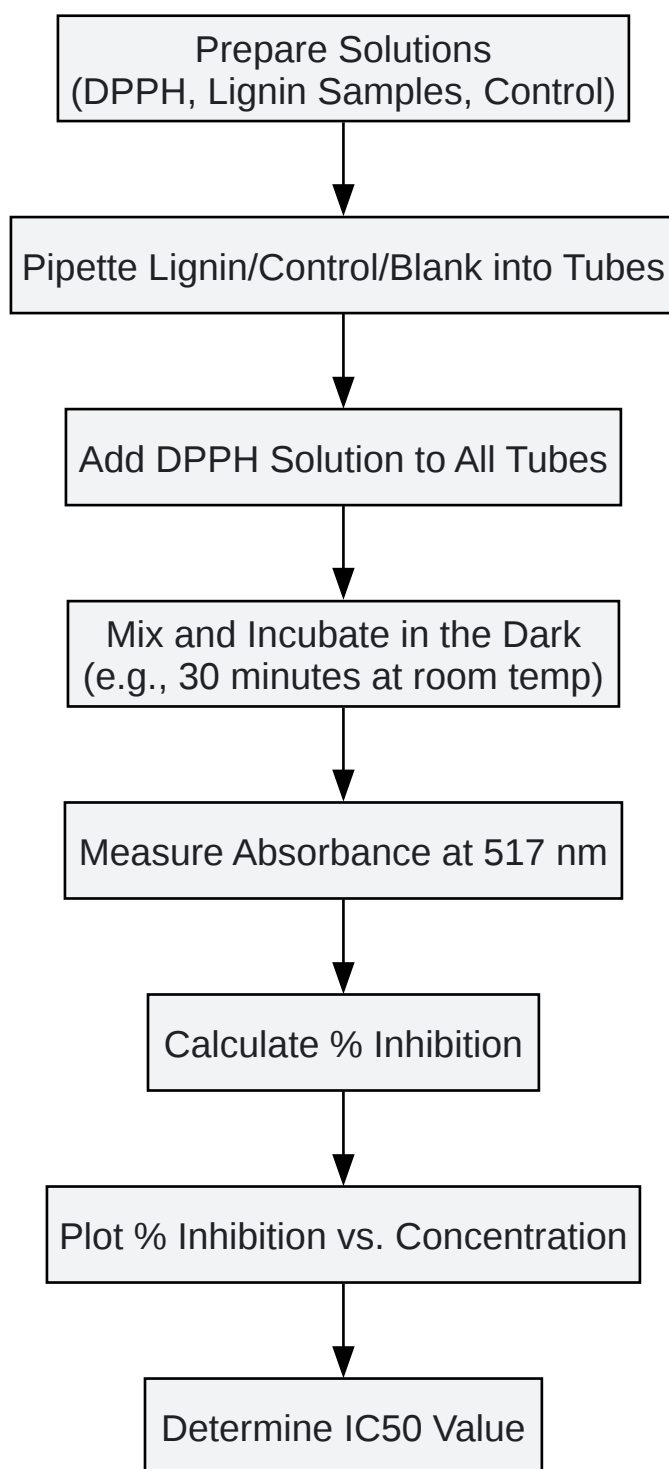 Prepare Solutions
(DPPH, Lignin Samples, Control)
Pipette Lignin/Control/Blank into Tubes
Add DPPH Solution to All Tubes
Mix and Incubate in the Dark
(e.g., 30 minutes at room temp)
Measure Absorbance at 517 nm
Calculate % Inhibition
Plot % Inhibition vs. Concentration
Determine IC50 Value